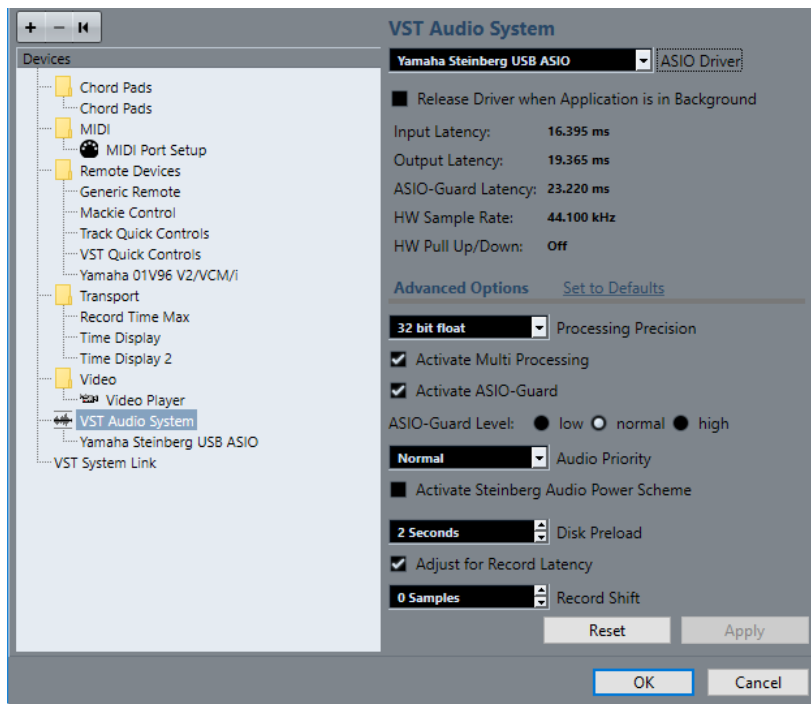 Devices
Chord Pads
Chord Pads
MIDI
MIDI Port Setup
Remote Devices
Generic Remote
Mackie Control
Track Quick Controls
VST Quick Controls
Yamaha 01V96 V2/VCM/i
Transport
Record Time Max
Time Display
Time Display 2
Video
Video Player
VST Audio System
Yamaha Steinberg USB ASIO
VST System Link
VST Audio System
Yamaha Steinberg USB ASIO ASIO Driver
Release Driver when Application is in Background
Input Latency: 16.395 ms
Output Latency: 19.365 ms
ASIO-Guard Latency: 23.220 ms
HW Sample Rate: 44.100 kHz
HW Pull Up/Down: Off
Advanced Options Set to Defaults
32 bit float Processing Precision
Activate Multi Processing
Activate ASIO-Guard
ASIO-Guard Level: low normal high
Normal Audio Priority
Activate Steinberg Audio Power Scheme
2 Seconds Disk Preload
Adjust for Record Latency
0 Samples Record Shift
Reset Apply
OK Cancel